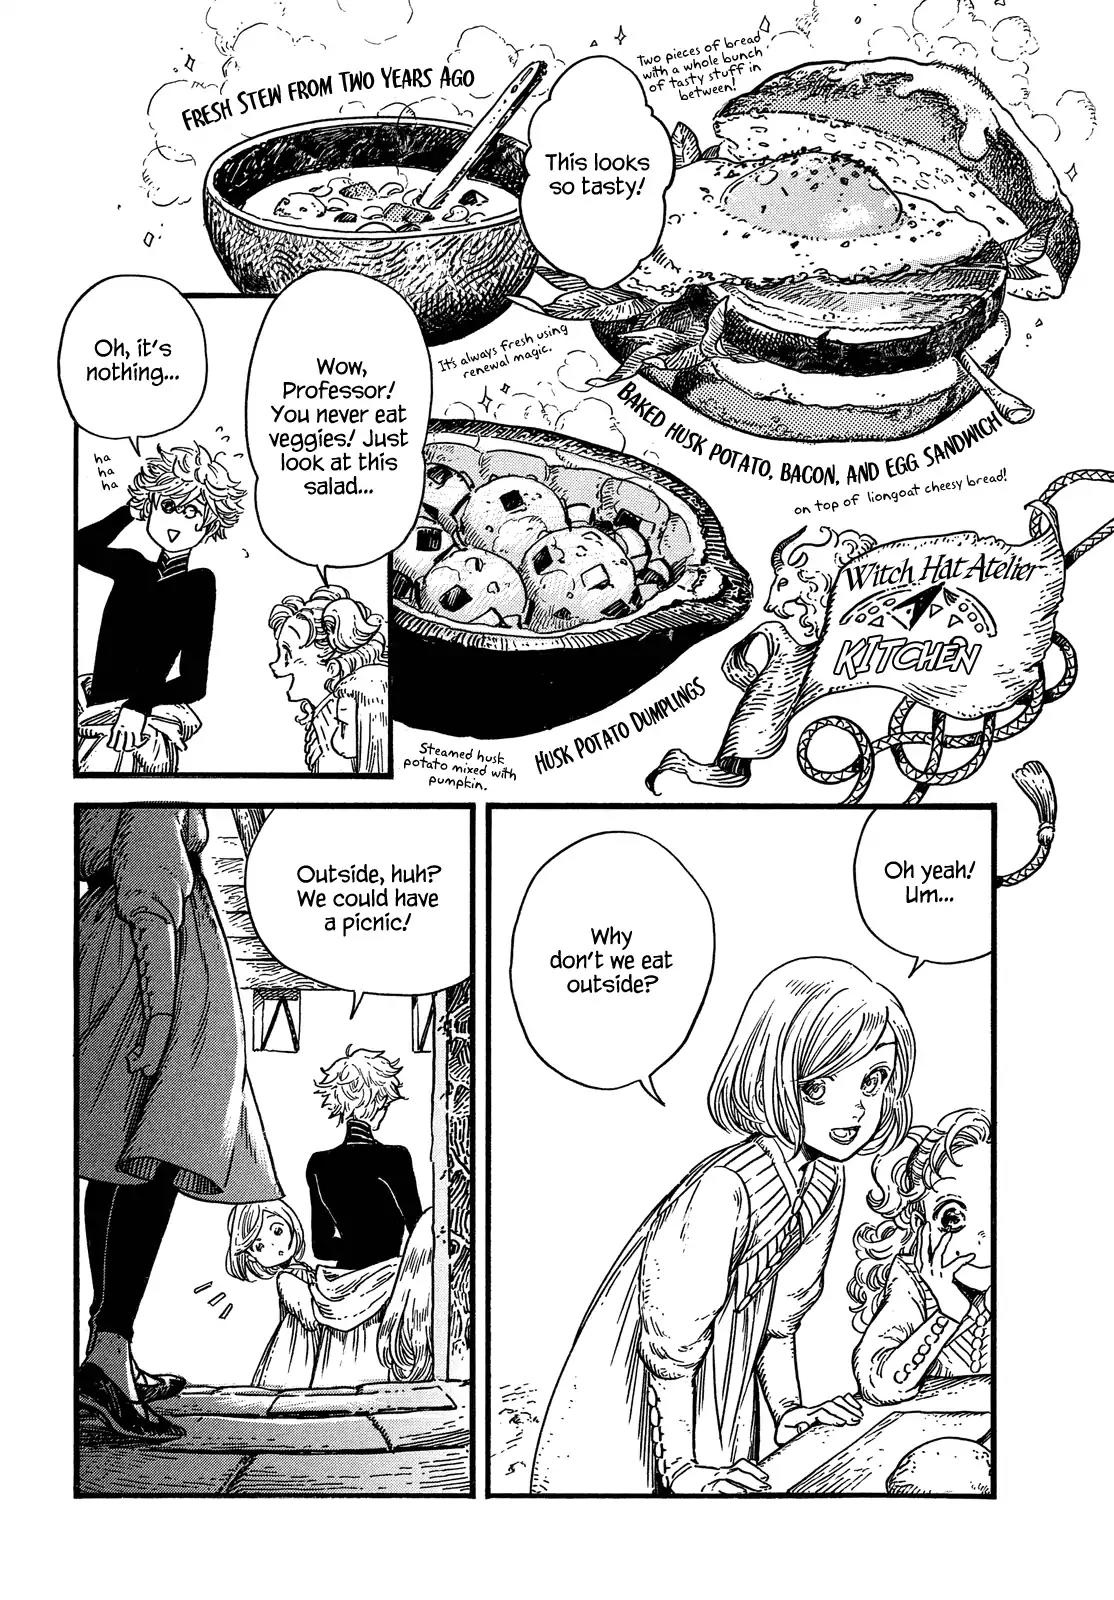 Two pieces of bread
with a whole bunch
of tasty stuff in
between!
This looks
so tasty!
FRESH STEW FROM TWO YEARS AGO
It's always fresh using
renewal magic.
BAKED HUSK POTATO, BACON, AND EGG SANDWICH
on top of liongoat cheesy bread!
Witch Hat Atelier
KITCHEN
HUSK POTATO DUMPLINGS
Steamed husk
potato mixed with
pumpkin.
Wow,
Professor!
You never eat
veggies! Just
look at this
salad...
Oh, it's
nothing...
ha
ha
ha
Oh yeah!
Um...
Why
don't we eat
outside?
Outside, huh?
We could have
a picnic!